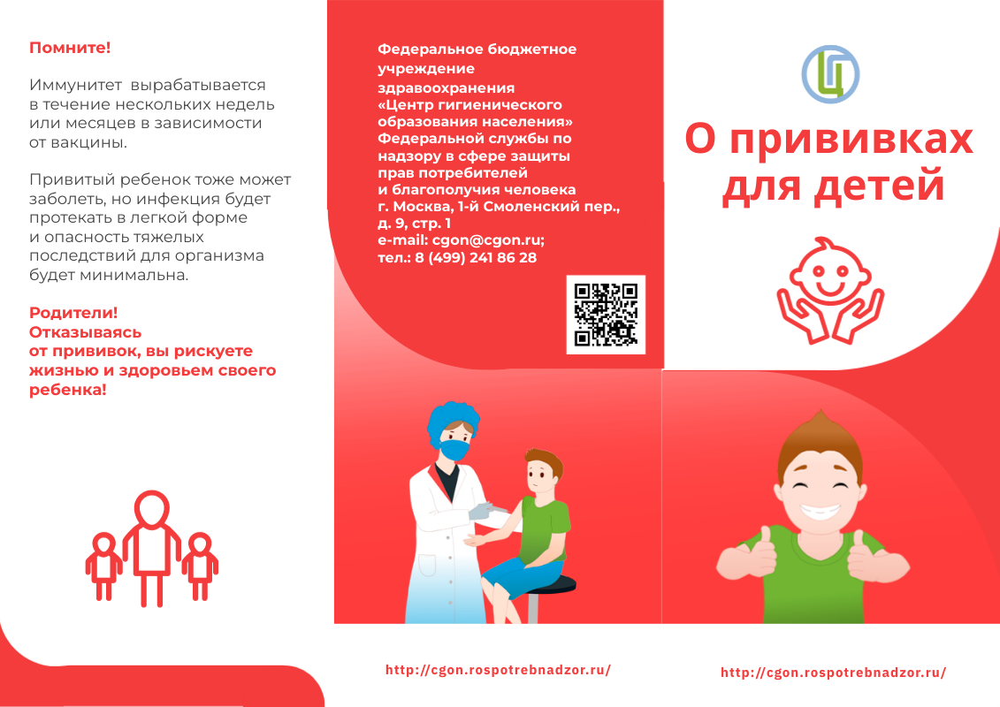 Помните!
Иммунитет вырабатывается
в течение нескольких недель
или месяцев в зависимости
от вакцины.
Привитый ребенок тоже может
заболеть, но инфекция будет
протекать в легкой форме
и опасность тяжелых
последствий для организма
будет минимальна.
Родители!
Отказываясь
от прививок, вы рискуете
жизнью и здоровьем своего
ребенка!
Федеральное бюджетное
учреждение
здравоохранения
«Центр гигиенического
образования населения»
Федеральной службы по
надзору в сфере защиты
прав потребителей
и благополучия человека
г. Москва, 1-й Смоленский пер.,
д. 9, стр. 1
e-mail: cgon@cgon.ru;
тел.: 8 (499) 241 86 28
http://cgon.rospotrebnadzor.ru/
О прививках
для детей
http://cgon.rospotrebnadzor.ru/